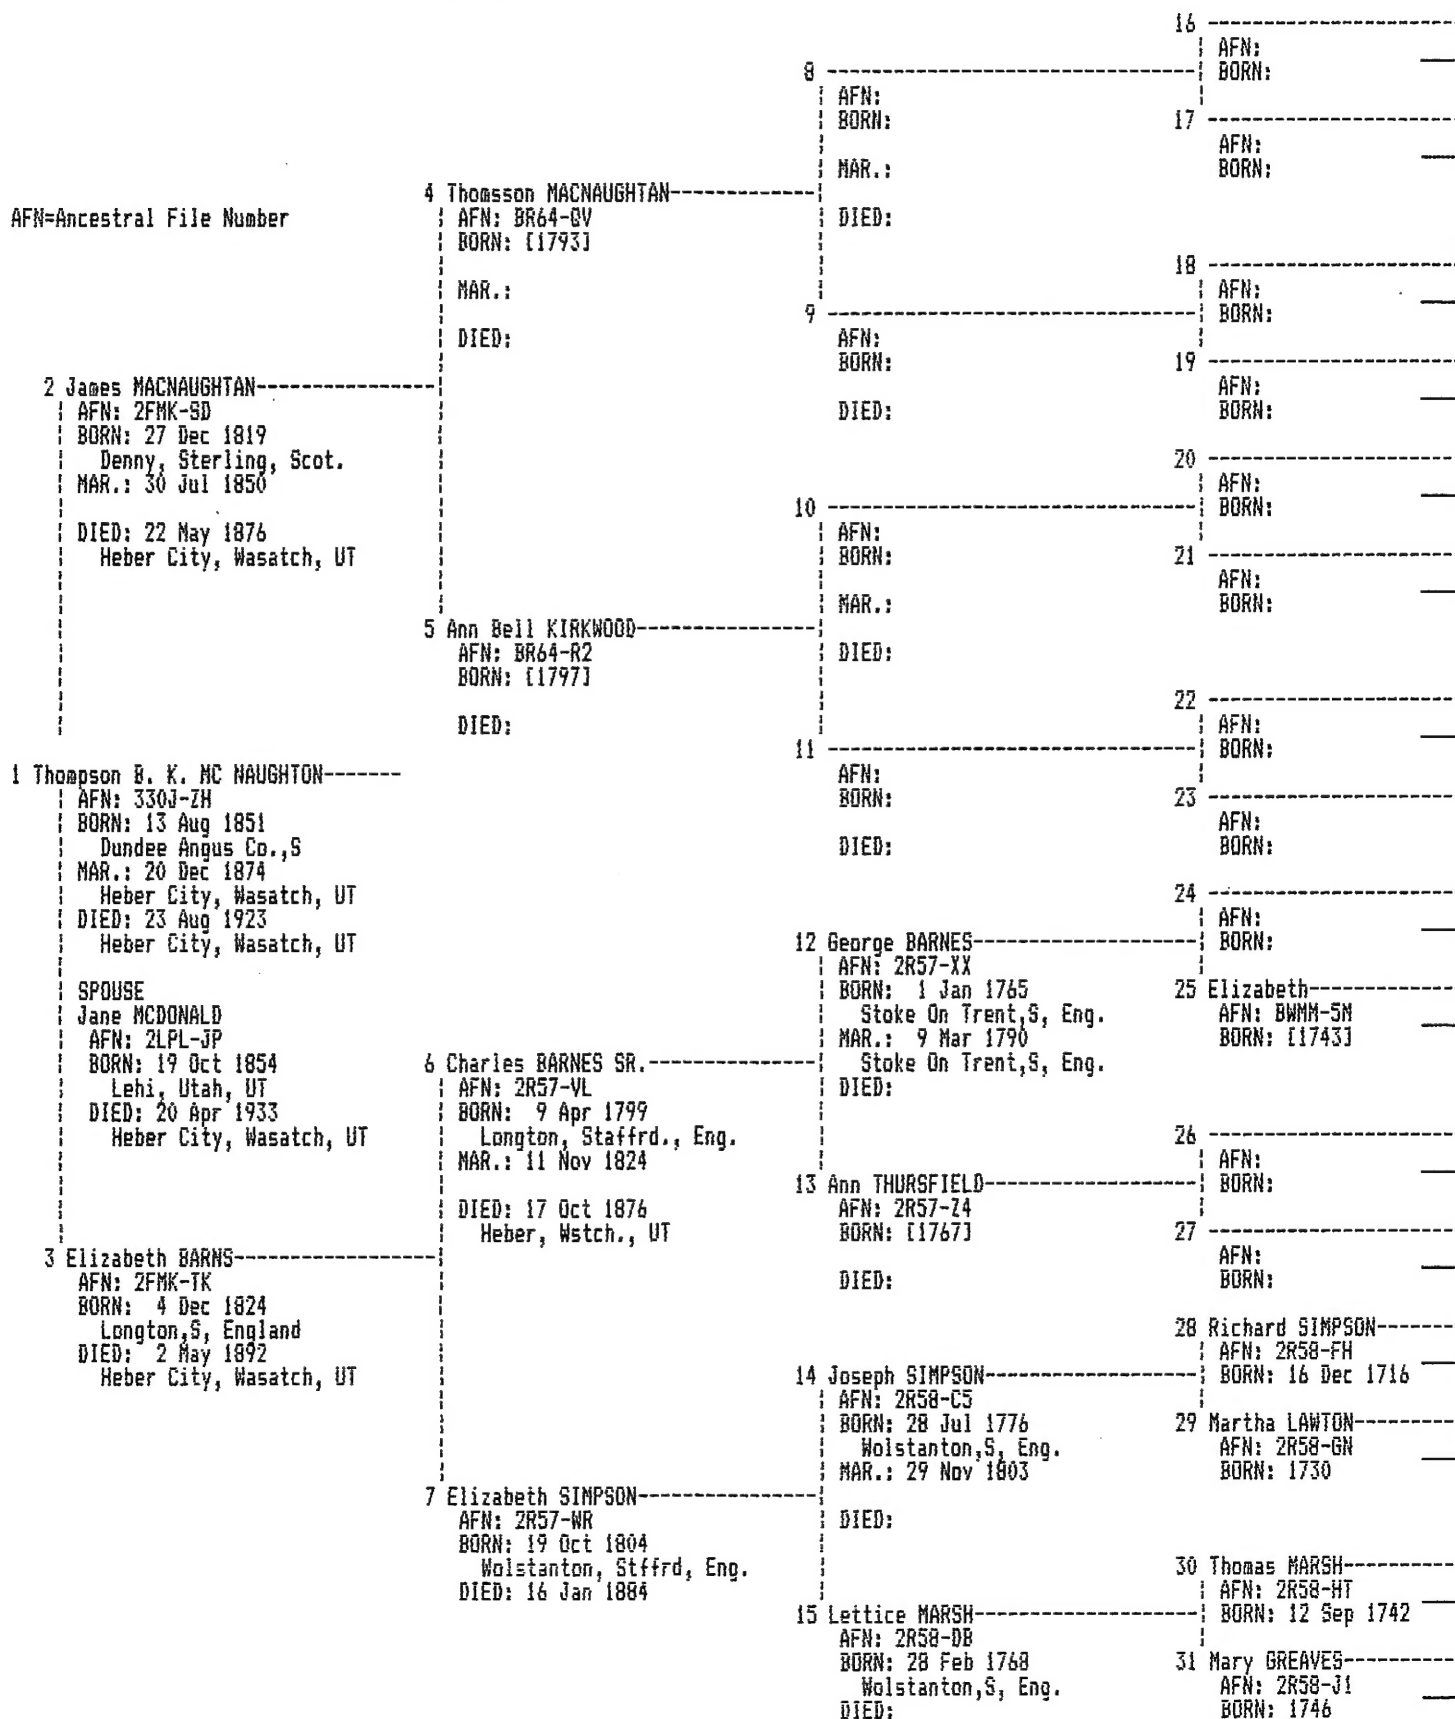 AFN=Ancestral File Number
1 Thompson B. K. MC NAUGHTON
AFN: 330J-ZH
BORN: 13 Aug 1851
Dundee Angus Co.,S
MAR.: 20 Dec 1874
Heber City, Wasatch, UT
DIED: 23 Aug 1923
Heber City, Wasatch, UT
SPOUSE
Jane MCDONALD
AFN: 2LPL-JP
BORN: 19 Oct 1854
Lehi, Utah, UT
DIED: 20 Apr 1933
Heber City, Wasatch, UT
2 James MACNAUGHTAN
AFN: 2FMK-SD
BORN: 27 Dec 1819
Denny, Sterling, Scot.
MAR.: 30 Jul 1850
DIED: 22 May 1876
Heber City, Wasatch, UT
3 Elizabeth BARNS
AFN: 2FMK-TK
BORN: 4 Dec 1824
Longton,S, England
DIED: 2 May 1892
Heber City, Wasatch, UT
4 Thomsson MACNAUGHTAN
AFN: BR64-QV
BORN: [1793]
MAR.:
DIED:
5 Ann Bell KIRKWOOD
AFN: BR64-R2
BORN: [1797]
DIED:
6 Charles BARNES SR.
AFN: 2R57-VL
BORN: 9 Apr 1799
Longton, Staffrd., Eng.
MAR.: 11 Nov 1824
DIED: 17 Oct 1876
Heber, Wstch., UT
7 Elizabeth SIMPSON
AFN: 2R57-WR
BORN: 19 Oct 1804
Wolstanton, Stffrd, Eng.
DIED: 16 Jan 1884
8
AFN:
BORN:
MAR.:
DIED:
9
AFN:
BORN:
DIED:
10
AFN:
BORN:
MAR.:
DIED:
11
AFN:
BORN:
DIED:
12 George BARNES
AFN: 2R57-XX
BORN: 1 Jan 1765
Stoke On Trent,S, Eng.
MAR.: 9 Mar 1790
Stoke On Trent,S, Eng.
DIED:
13 Ann THURSFIELD
AFN: 2R57-Z4
BORN: [1767]
DIED:
14 Joseph SIMPSON
AFN: 2R58-C5
BORN: 28 Jul 1776
Wolstanton,S, Eng.
MAR.: 29 Nov 1803
DIED:
15 Lettice MARSH
AFN: 2R58-DB
BORN: 28 Feb 1768
Wolstanton,S, Eng.
DIED:
16
AFN:
BORN:
17
AFN:
BORN:
18
AFN:
BORN:
19
AFN:
BORN:
20
AFN:
BORN:
21
AFN:
BORN:
22
AFN:
BORN:
23
AFN:
BORN:
24
AFN:
BORN:
25 Elizabeth
AFN: BWMM-5M
BORN: [1743]
26
AFN:
BORN:
27
AFN:
BORN:
28 Richard SIMPSON
AFN: 2R58-FH
BORN: 16 Dec 1716
29 Martha LAWTON
AFN: 2R58-GN
BORN: 1730
30 Thomas MARSH
AFN: 2R58-HT
BORN: 12 Sep 1742
31 Mary GREAVES
AFN: 2R58-J1
BORN: 1746